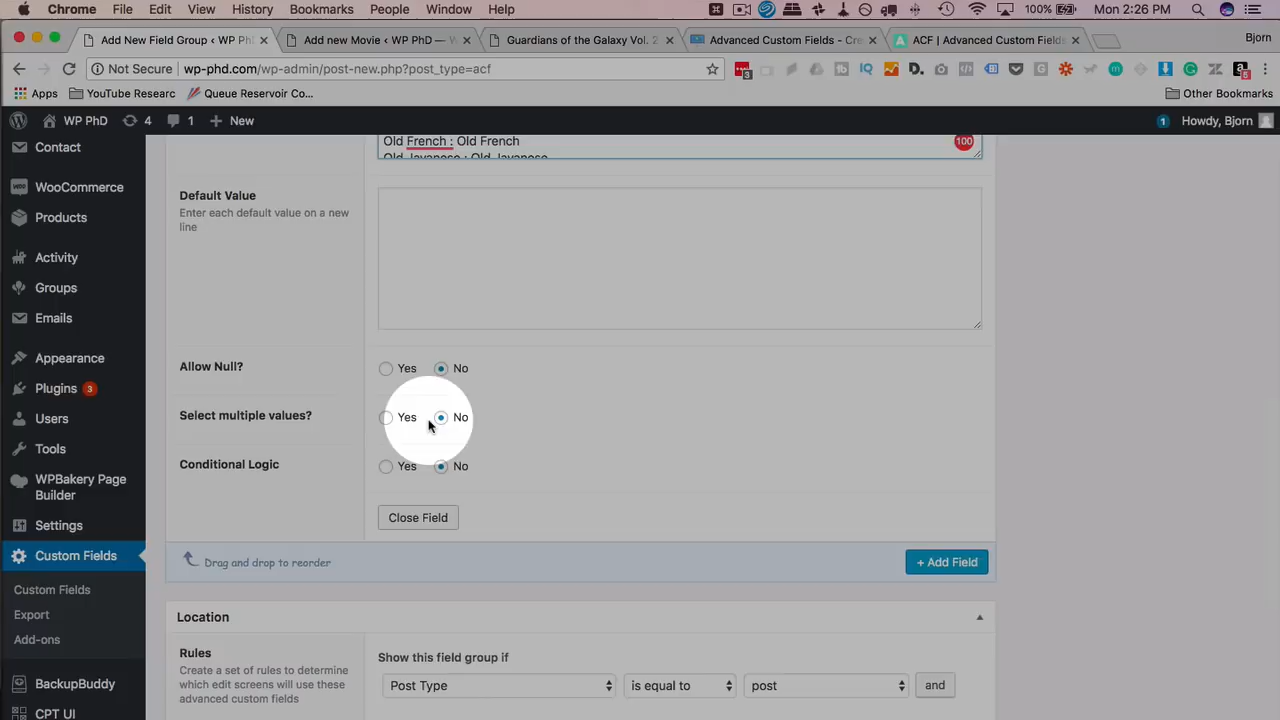 Chrome File Edit View History Bookmarks People Window Help 100% Mon 2:26 PM
Add New Field Group ‹ WP PhD Add new Movie ‹ WP PhD — W Guardians of the Galaxy Vol. 2 Advanced Custom Fields - Cre ACF | Advanced Custom Fields Bjorn
Not Secure wp-phd.com/wp-admin/post-new.php?post_type=acf 3 D. 5
Apps YouTube Researc Queue Reservoir Co... Other Bookmarks
WP PhD 4 1 New 1 Howdy, Bjorn
Contact
WooCommerce
Products
Activity
Groups
Emails
Appearance
Plugins 3
Users
Tools
WPBakery Page
Builder
Settings
Custom Fields
Custom Fields
Export
Add-ons
BackupBuddy
CPT UI
Old French : Old French 100
Old Javanese : Old Javanese
Default Value
Enter each default value on a new
line
Allow Null? Yes No
Select multiple values? Yes No
Conditional Logic Yes No
Close Field
Drag and drop to reorder + Add Field
Location
Rules
Create a set of rules to determine
which edit screens will use these
advanced custom fields
Show this field group if
Post Type is equal to post and